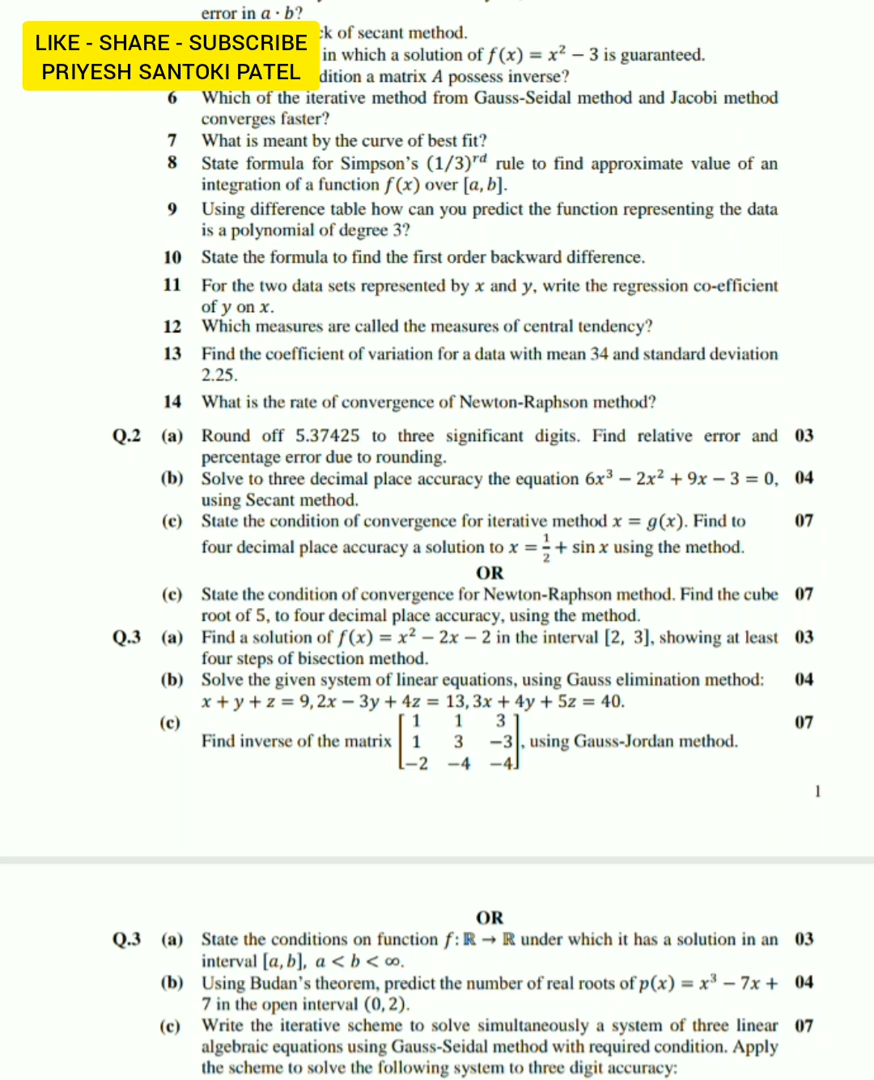 error in a · b?
LIKE - SHARE - SUBSCRIBE
PRIYESH SANTOKI PATEL
k of secant method.
in which a solution of f(x) = x² − 3 is guaranteed.
dition a matrix A possess inverse?
6 Which of the iterative method from Gauss-Seidal method and Jacobi method
converges faster?
7 What is meant by the curve of best fit?
8 State formula for Simpson's (1/3)ʳᵈ rule to find approximate value of an
integration of a function f(x) over [a, b].
9 Using difference table how can you predict the function representing the data
is a polynomial of degree 3?
10 State the formula to find the first order backward difference.
11 For the two data sets represented by x and y, write the regression co-efficient
of y on x.
12 Which measures are called the measures of central tendency?
13 Find the coefficient of variation for a data with mean 34 and standard deviation
2.25.
14 What is the rate of convergence of Newton-Raphson method?
Q.2 (a) Round off 5.37425 to three significant digits. Find relative error and 03
percentage error due to rounding.
(b) Solve to three decimal place accuracy the equation 6x³ − 2x² + 9x − 3 = 0, 04
using Secant method.
(c) State the condition of convergence for iterative method x = g(x). Find to 07
four decimal place accuracy a solution to x = 1/2 + sin x using the method.
OR
(c) State the condition of convergence for Newton-Raphson method. Find the cube 07
root of 5, to four decimal place accuracy, using the method.
Q.3 (a) Find a solution of f(x) = x² − 2x − 2 in the interval [2, 3], showing at least 03
four steps of bisection method.
(b) Solve the given system of linear equations, using Gauss elimination method: 04
x + y + z = 9, 2x − 3y + 4z = 13, 3x + 4y + 5z = 40.
(c) 1 1 3 07
Find inverse of the matrix 1 3 −3, using Gauss-Jordan method.
−2 −4 −4
1
OR
Q.3 (a) State the conditions on function f: ℝ → ℝ under which it has a solution in an 03
interval [a, b], a < b < ∞.
(b) Using Budan's theorem, predict the number of real roots of p(x) = x³ − 7x + 04
7 in the open interval (0, 2).
(c) Write the iterative scheme to solve simultaneously a system of three linear 07
algebraic equations using Gauss-Seidal method with required condition. Apply
the scheme to solve the following system to three digit accuracy: